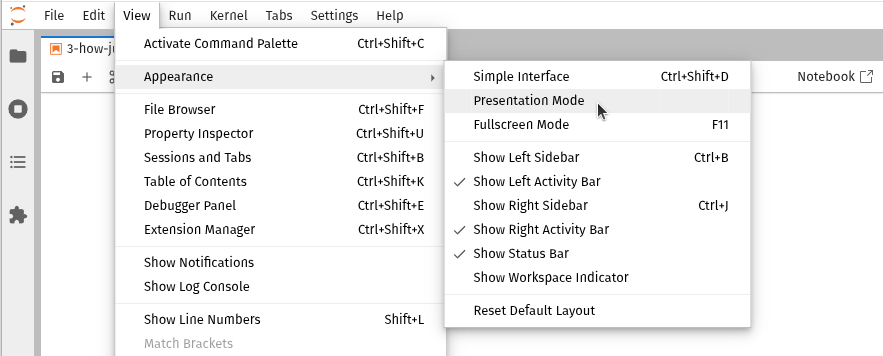 File Edit View Run Kernel Tabs Settings Help
Activate Command Palette Ctrl+Shift+C
Appearance
File Browser Ctrl+Shift+F
Property Inspector Ctrl+Shift+U
Sessions and Tabs Ctrl+Shift+B
Table of Contents Ctrl+Shift+K
Debugger Panel Ctrl+Shift+E
Extension Manager Ctrl+Shift+X
Show Notifications
Show Log Console
Show Line Numbers Shift+L
Match Brackets
3-how-ju
Notebook
Simple Interface Ctrl+Shift+D
Presentation Mode
Fullscreen Mode F11
Show Left Sidebar Ctrl+B
Show Left Activity Bar
Show Right Sidebar Ctrl+J
Show Right Activity Bar
Show Status Bar
Show Workspace Indicator
Reset Default Layout